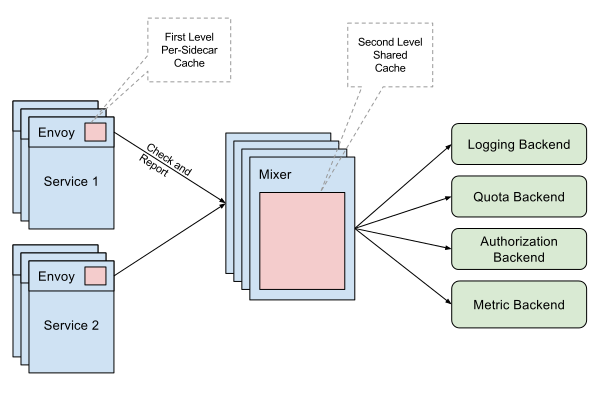 First Level
Per-Sidecar
Cache
Second Level
Shared
Cache
Envoy
Service 1
Check and
Report
Mixer
Envoy
Service 2
Logging Backend
Quota Backend
Authorization
Backend
Metric Backend